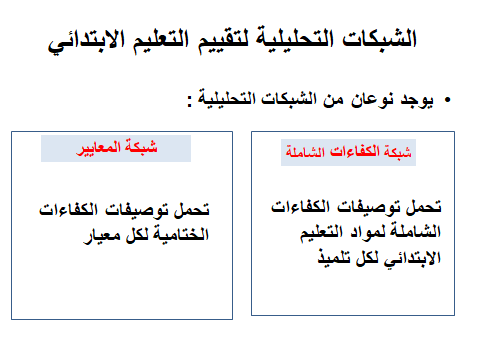 الشبكات التحليلية لتقييم التعليم الابتدائي
• يوجد نوعان من الشبكات التحليلية :
شبكة الكفاءات الشاملة
تحمل توصيفات الكفاءات
الشاملة لمواد التعليم
الابتدائي لكل تلميذ
شبكة المعايير
تحمل توصيفات الكفاءات
الختامية لكل معيار